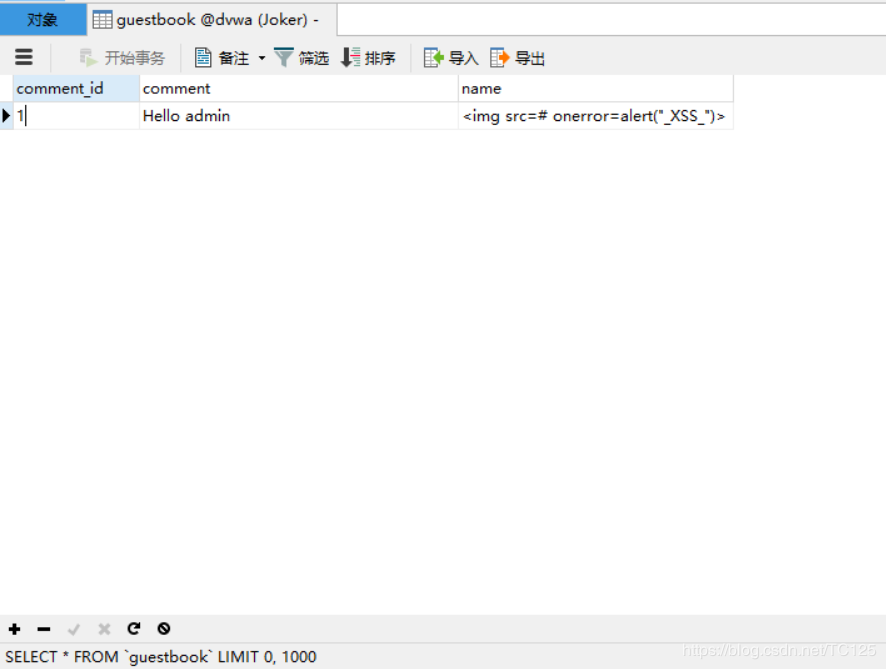 对象 guestbook @dvwa (Joker) -
开始事务 备注 筛选 排序 导入 导出
comment_id comment name
1 Hello admin <img src=# onerror=alert("_XSS_")>
SELECT * FROM `guestbook` LIMIT 0, 1000
https://blog.csdn.net/TC125